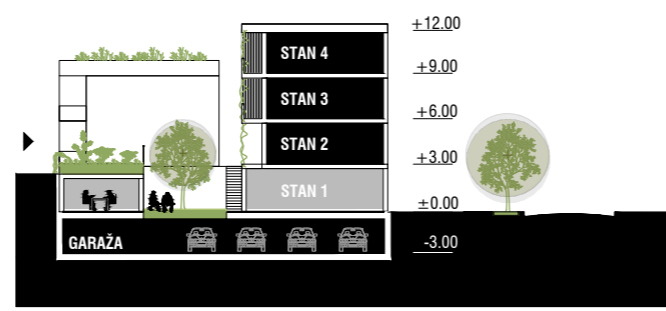 +12.00
STAN 4
+9.00
STAN 3
+6.00
STAN 2
+3.00
STAN 1
±0.00
GARAŽA
-3.00